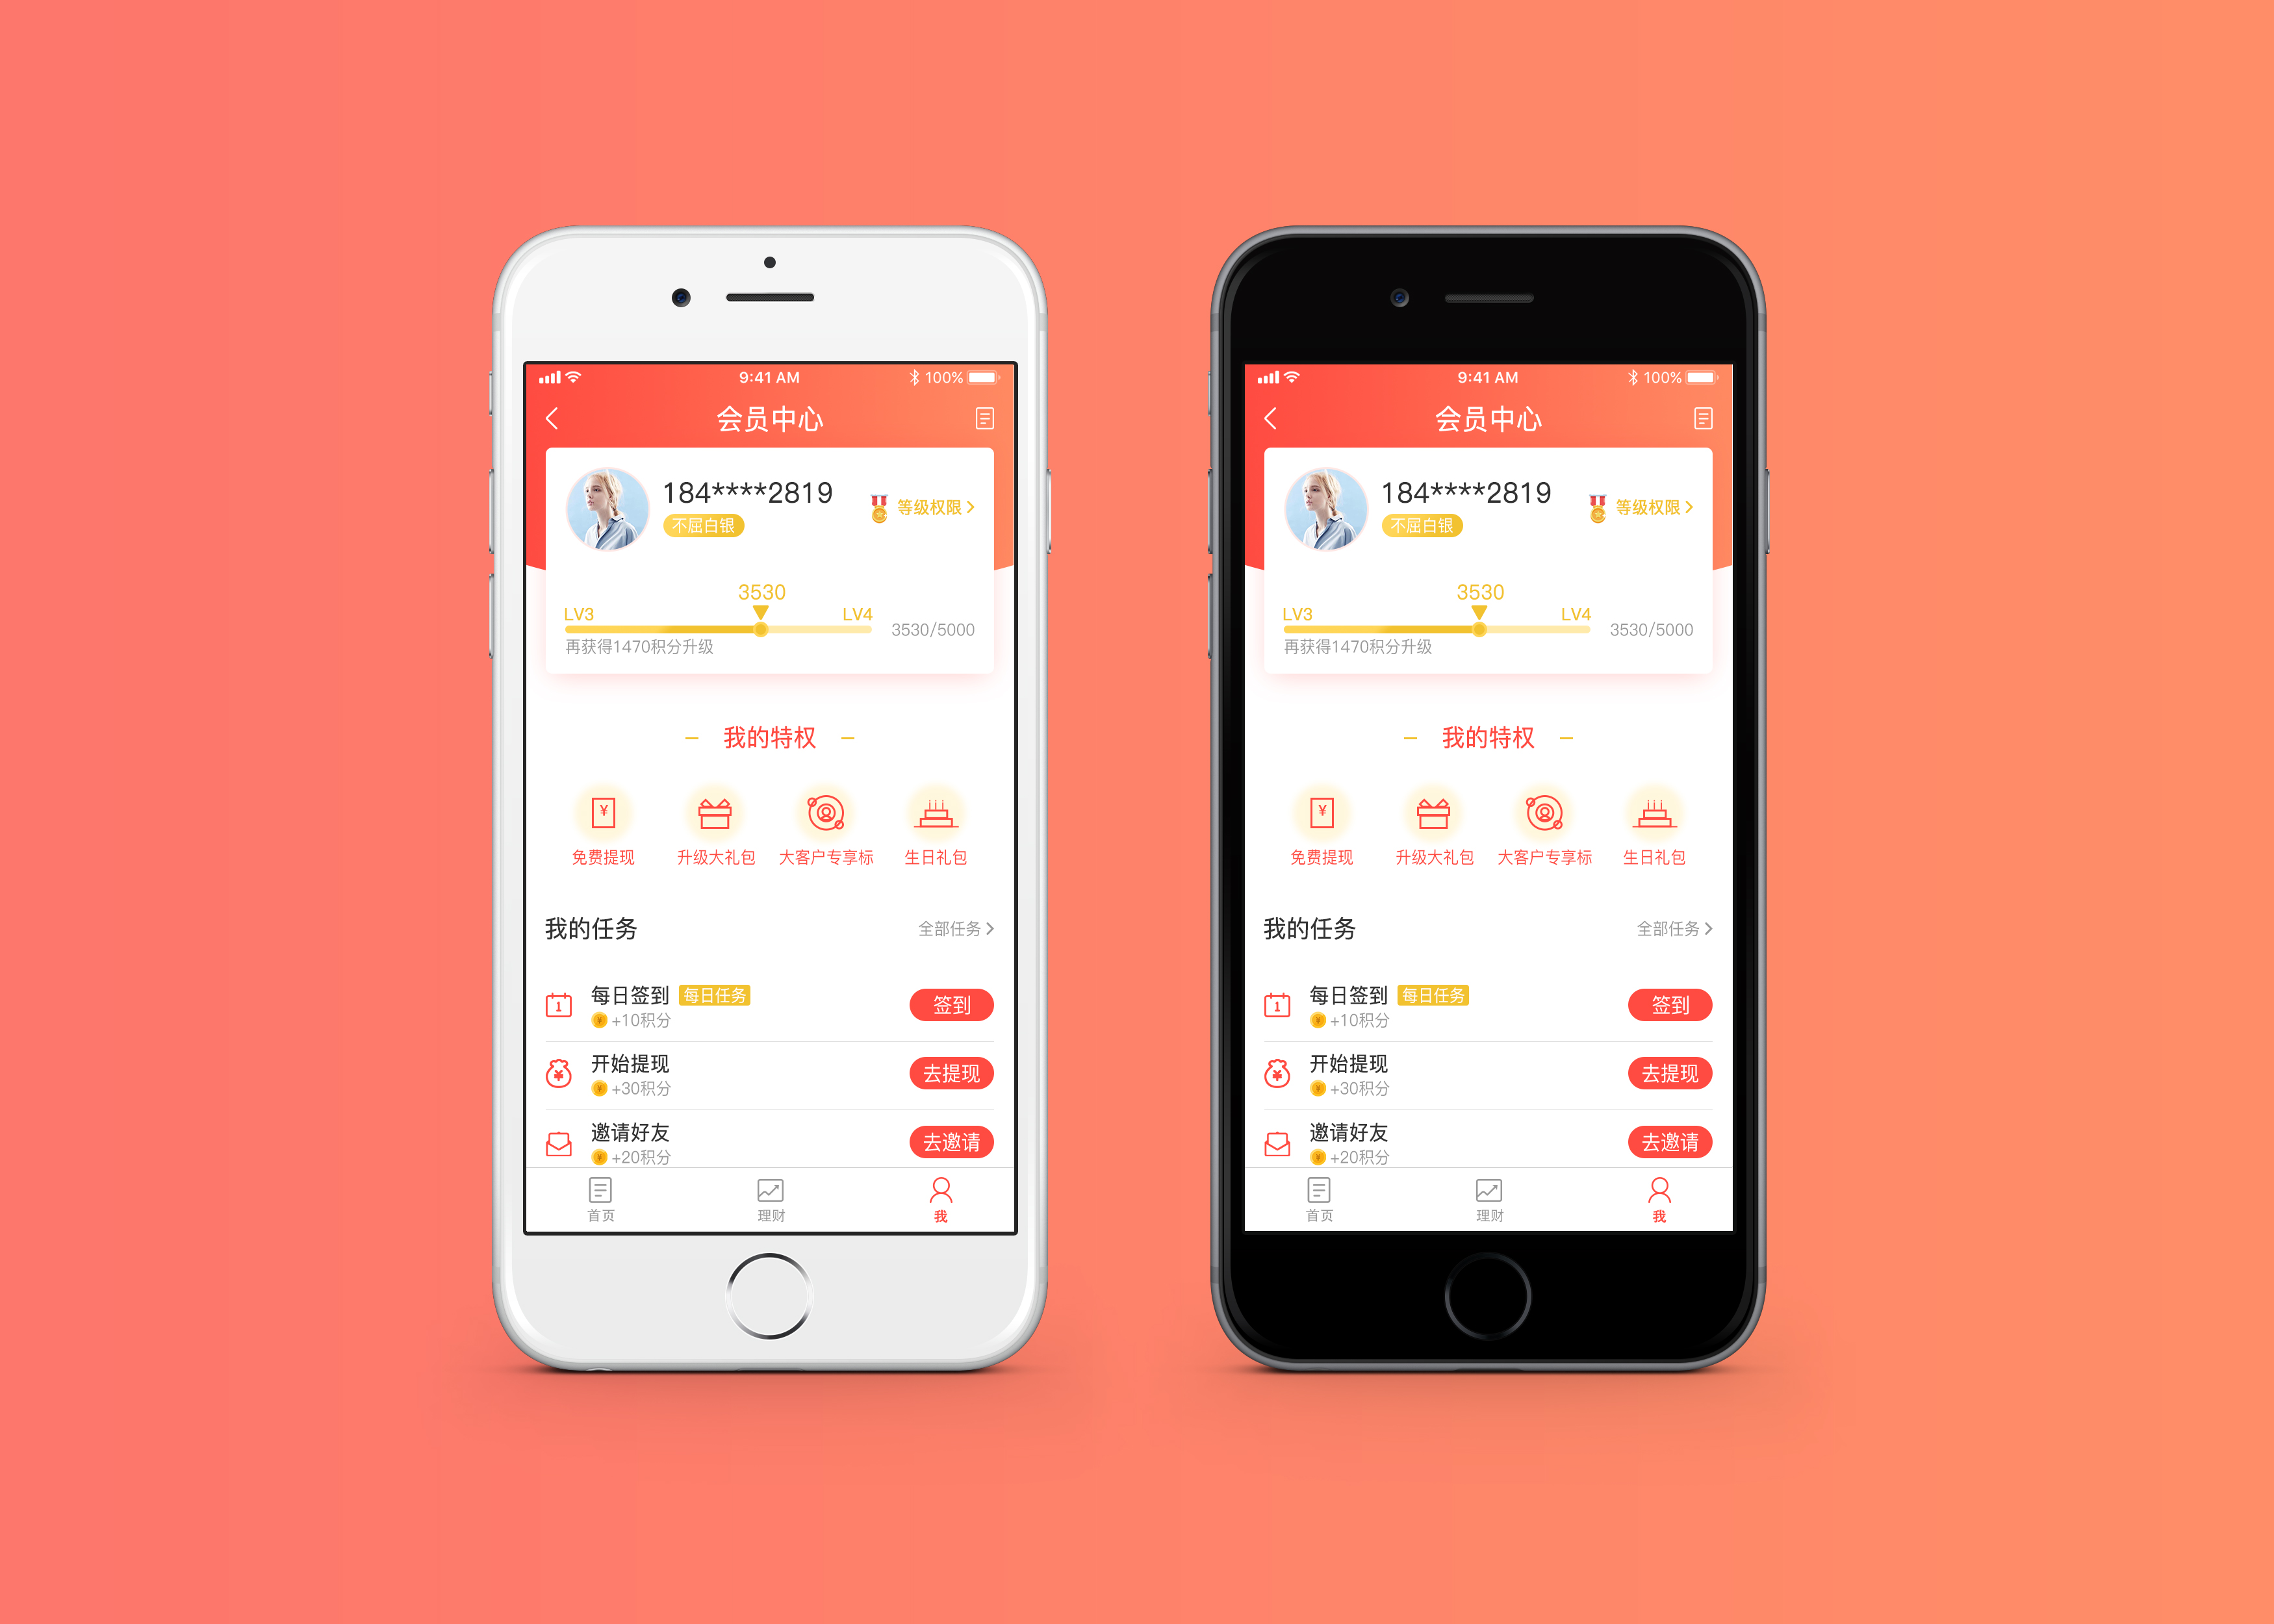 9:41 AM
100%
会员中心
184****2819
不屈白银
等级权限
3530
LV3
LV4
3530/5000
再获得1470积分升级
我的特权
¥
免费提现
升级大礼包
大客户专享标
生日礼包
我的任务
全部任务
1
每日签到
每日任务
¥
+10积分
签到
¥
开始提现
¥
+30积分
去提现
邀请好友
¥
+20积分
去邀请
首页
理财
我
9:41 AM
100%
会员中心
184****2819
不屈白银
等级权限
3530
LV3
LV4
3530/5000
再获得1470积分升级
我的特权
¥
免费提现
升级大礼包
大客户专享标
生日礼包
我的任务
全部任务
1
每日签到
每日任务
¥
+10积分
签到
¥
开始提现
¥
+30积分
去提现
邀请好友
¥
+20积分
去邀请
首页
理财
我